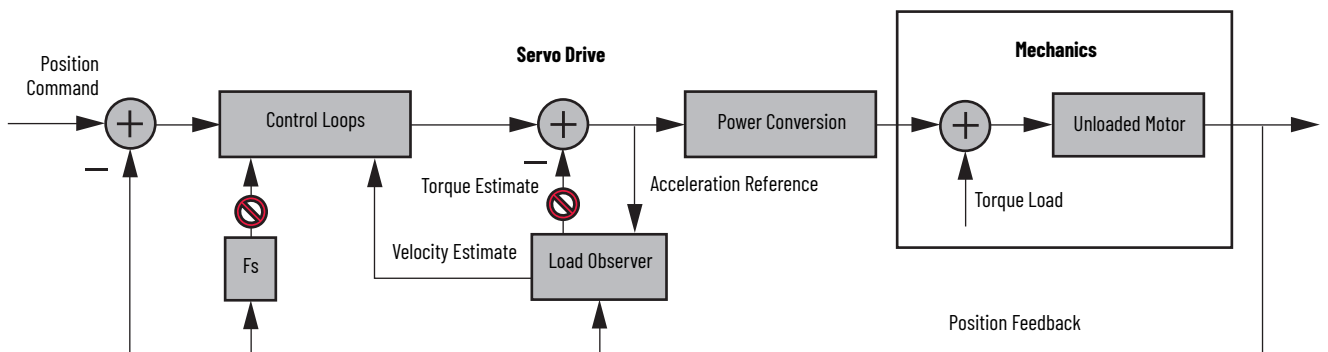 Servo Drive
Mechanics
Position
Command
Control Loops
Power Conversion
Unloaded Motor
Torque Estimate
Acceleration Reference
Torque Load
Velocity Estimate
Fs
Load Observer
Position Feedback